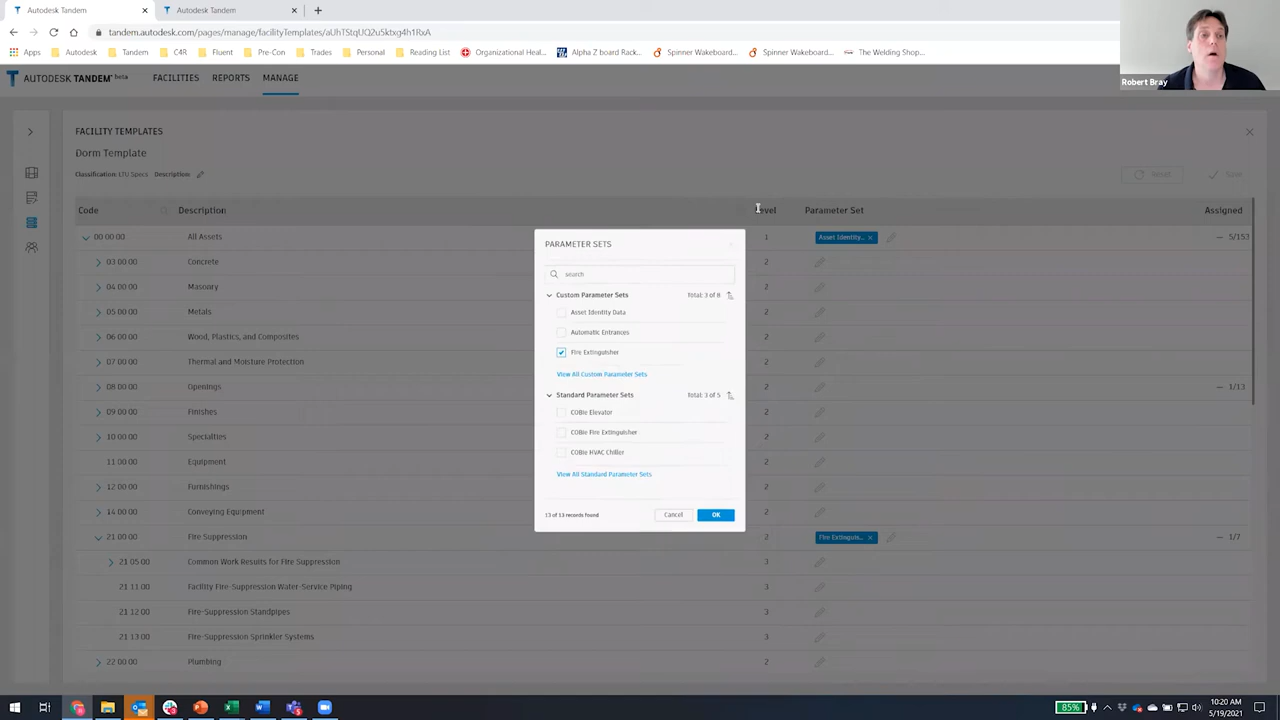 Autodesk Tandem
Autodesk Tandem
tandem.autodesk.com/pages/manage/facilityTemplates/aUhTStqUQ2u5ktxg4h1RxA
Apps Autodesk Tandem C4R Fluent Pre-Con Trades Personal Reading List Organizational Heal... Alpha Z board Rack... Spinner Wakeboard... Spinner Wakeboard... The Welding Shop...
Robert Bray
AUTODESK TANDEM beta FACILITIES REPORTS MANAGE
FACILITY TEMPLATES
Dorm Template
Classification: LTU Specs Description:
Reset Save
Code Description Level Parameter Set Assigned
00 00 00 All Assets 1 Asset Identity... 5/153
03 00 00 Concrete 2
04 00 00 Masonry 2
05 00 00 Metals 2
06 00 00 Wood, Plastics, and Composites 2
07 00 00 Thermal and Moisture Protection 2
08 00 00 Openings 2 1/13
09 00 00 Finishes 2
10 00 00 Specialties 2
11 00 00 Equipment 2
12 00 00 Furnishings 2
14 00 00 Conveying Equipment 2
21 00 00 Fire Suppression 2 Fire Extinguis... 1/7
21 05 00 Common Work Results for Fire Suppression 3
21 11 00 Facility Fire-Suppression Water-Service Piping 3
21 12 00 Fire-Suppression Standpipes 3
21 13 00 Fire-Suppression Sprinkler Systems 3
22 00 00 Plumbing 2
PARAMETER SETS
search
Custom Parameter Sets Total: 3 of 8
Asset Identity Data
Automatic Entrances
Fire Extinguisher
View All Custom Parameter Sets
Standard Parameter Sets Total: 3 of 5
COBie Elevator
COBie Fire Extinguisher
COBie HVAC Chiller
View All Standard Parameter Sets
13 of 13 records found Cancel OK
85%
10:20 AM
5/19/2021